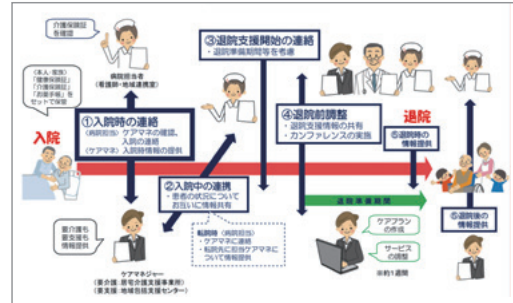 介護保険証
を確認
病院担当者
(看護師・地域連携室)
(本人・家族)
「健康保険証」
「介護保険証」
「お薬手帳」を
セットで保管
入院
①入院時の連絡
(病院担当) ケアマネの確認、
入院の連絡
(ケアマネ) 入院時情報の提供
③退院支援開始の連絡
・退院準備期間等を考慮
④退院前調整
・退院支援情報の共有
・カンファレンスの実施
退院
⑤退院時の
情報提供
②入院中の連携
・患者の状況について
お互いに情報共有
転院時 (病院担当)
・ケアマネに連絡
・転院先に担当ケアマネに
ついて情報提供
要介護も
要支援も
情報提供
ケアマネジャー
(要介護:居宅介護支援事業所)
(要支援:地域包括支援センター)
退院準備期間
ケアプラン
の作成
サービス
の調整
※約1週間
⑤退院後の
情報提供